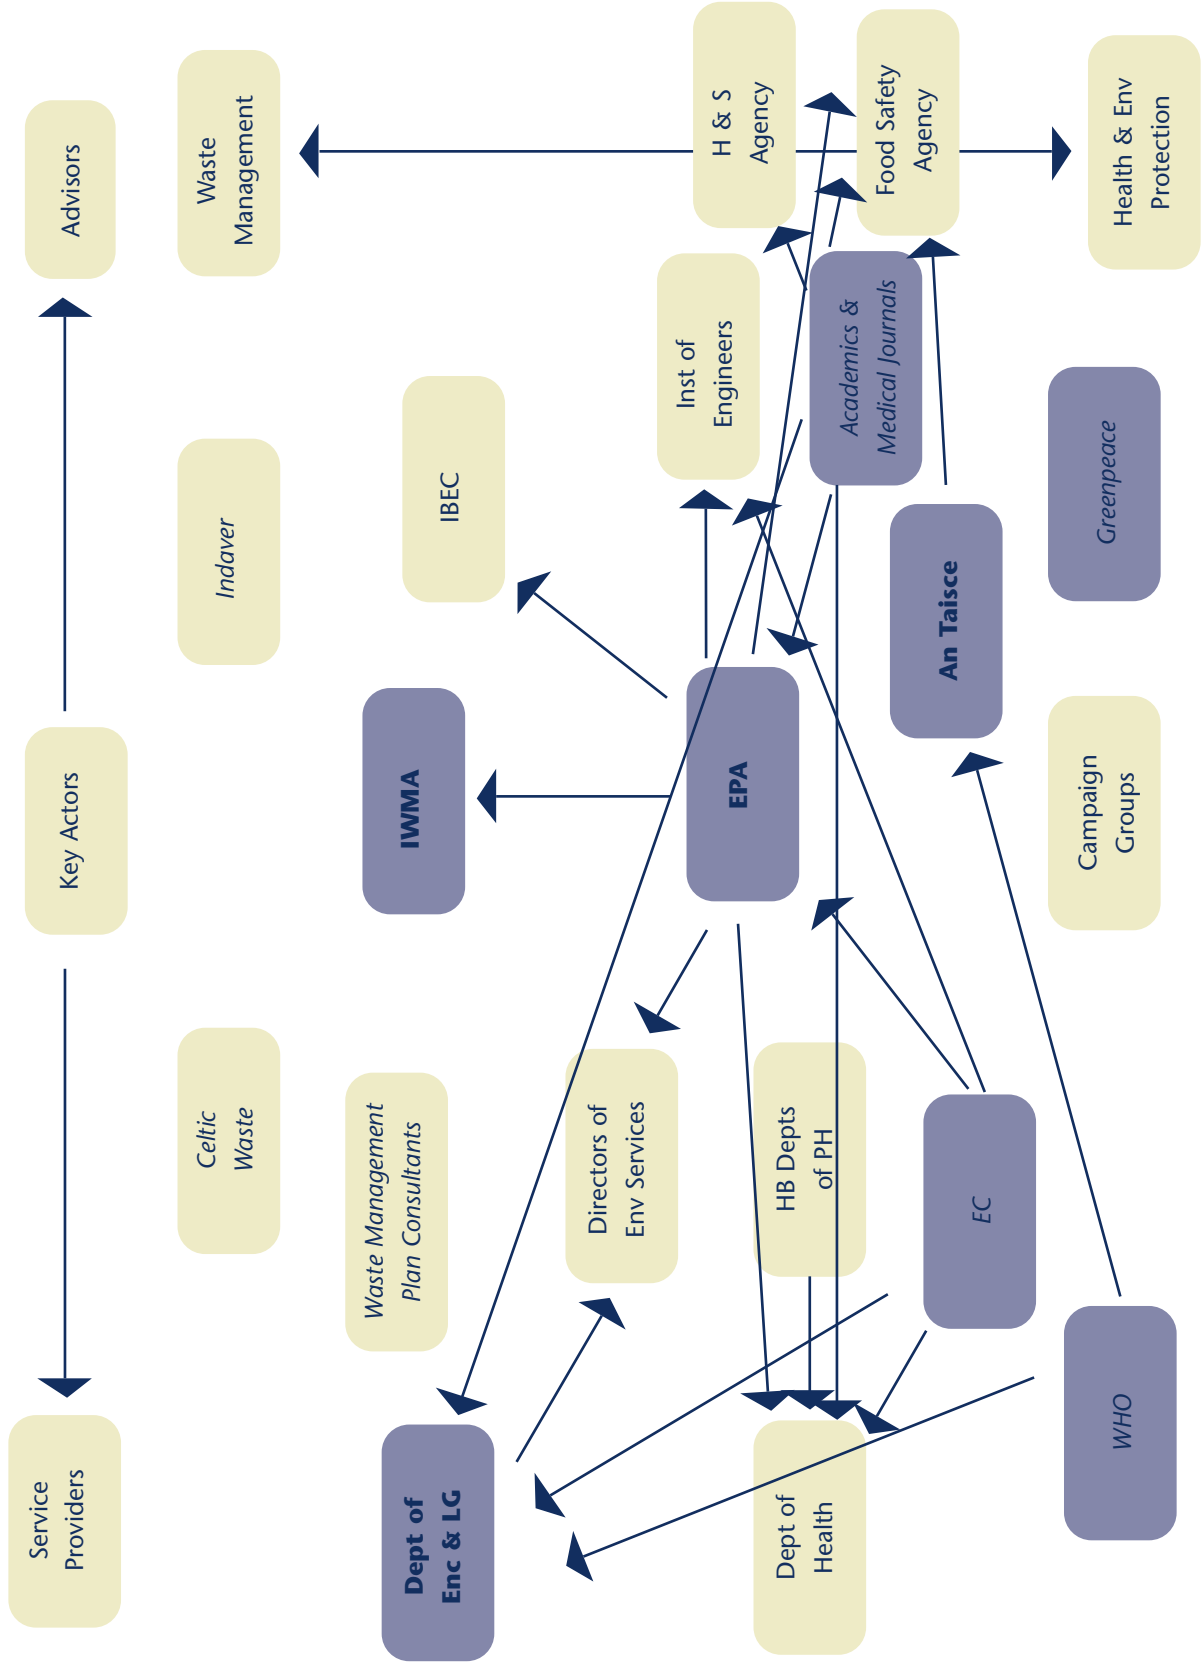 Service
Providers
Key Actors
Advisors
Celtic
Waste
Indaver
Waste
Management
Waste Management
Plan Consultants
IWMA
IBEC
Dept of
Enc & LG
Directors of
Env Services
EPA
Inst of
Engineers
H & S
Agency
Dept of
Health
HB Depts
of PH
Academics &
Medical Journals
Food Safety
Agency
EC
An Taisce
WHO
Campaign
Groups
Greenpeace
Health & Env
Protection